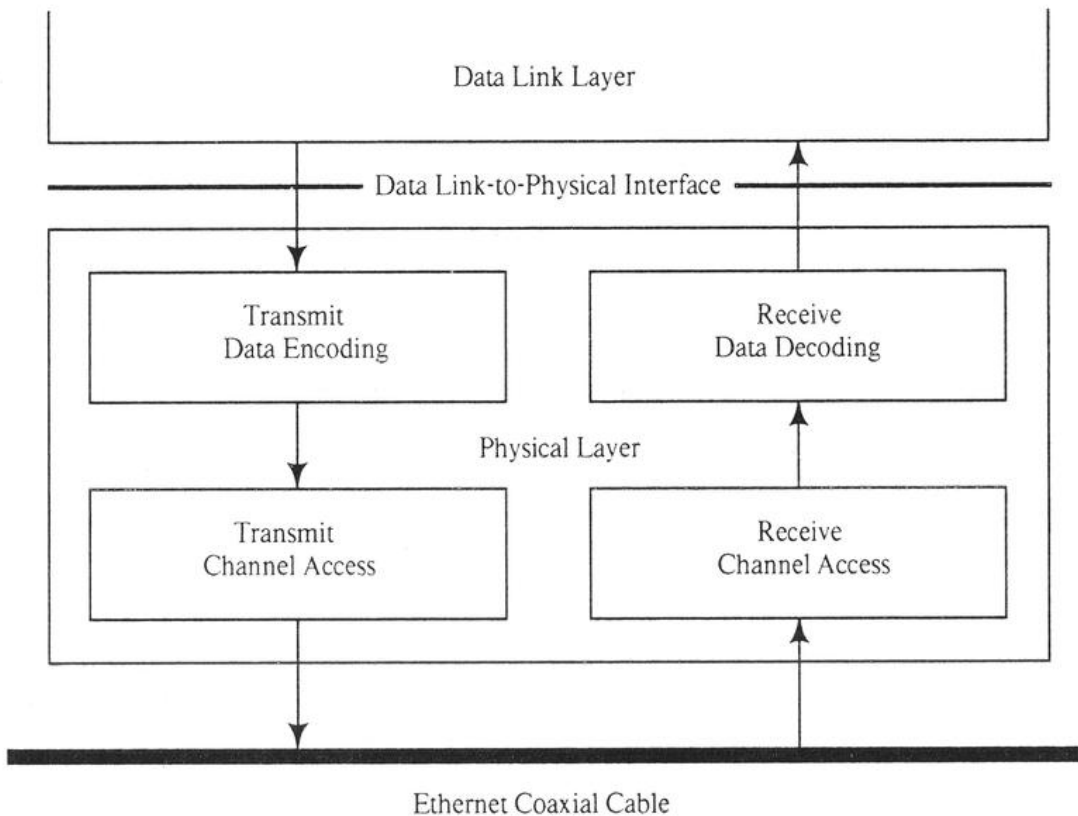 Data Link Layer
Data Link-to-Physical Interface
Transmit
Data Encoding
Receive
Data Decoding
Physical Layer
Transmit
Channel Access
Receive
Channel Access
Ethernet Coaxial Cable